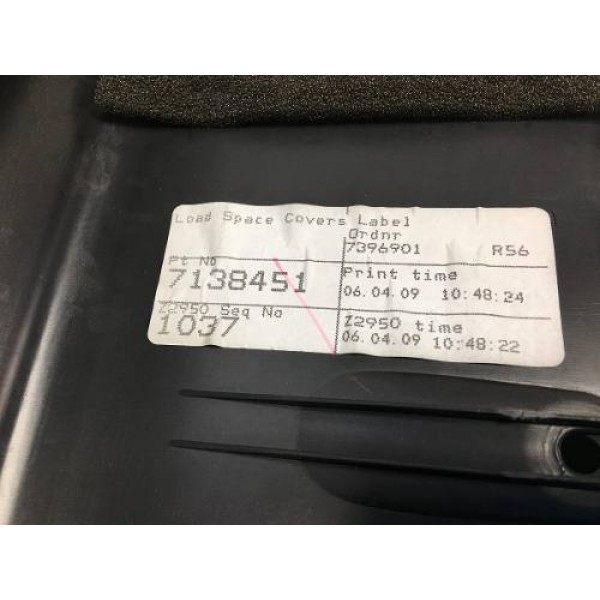 Load Space Covers Label
Ordnr
7396901 R56
Pt No
7138451
Print time
06.04.09 10:48:24
Z2950 Seq No
1037
Z2950 time
06.04.09 10:48:22